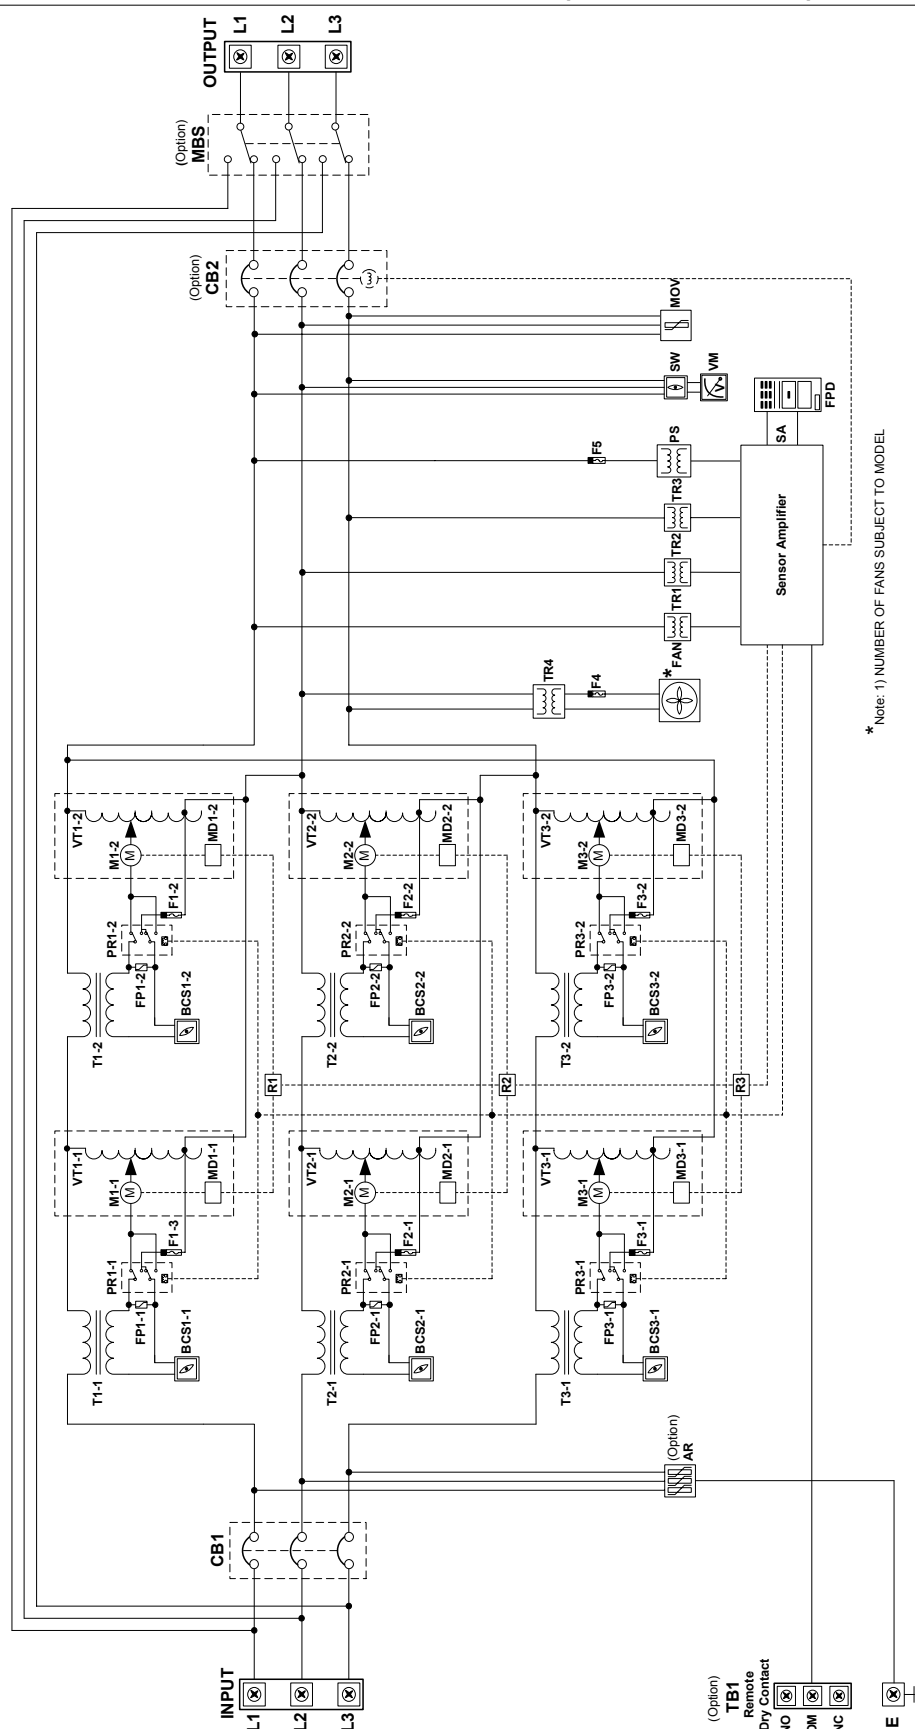 OUTPUT
L1
L2
L3
(Option)
MBS
(Option)
CB2
MOV
SW
VM
FPD
SA
F5
PS
TR3
TR2
TR1
Sensor Amplifier
FAN
*
TR4
F4
* Note: 1) NUMBER OF FANS SUBJECT TO MODEL
VT1-2
M1-2
M
MD1-2
F1-2
PR1-2
FP1-2
BCS1-2
T1-2
VT2-2
M2-2
M
MD2-2
F2-2
PR2-2
FP2-2
BCS2-2
T2-2
VT3-2
M3-2
M
MD3-2
F3-2
PR3-2
FP3-2
BCS3-2
T3-2
R1
R2
R3
VT1-1
M1-1
M
MD1-1
F1-3
PR1-1
FP1-1
BCS1-1
T1-1
VT2-1
M2-1
M
MD2-1
F2-1
PR2-1
FP2-1
BCS2-1
T2-1
VT3-1
M3-1
M
MD3-1
F3-1
PR3-1
FP3-1
BCS3-1
T3-1
(Option)
AR
CB1
INPUT
L1
L2
L3
(Option)
TB1
Remote
Dry Contact
NO
OM
NC
E